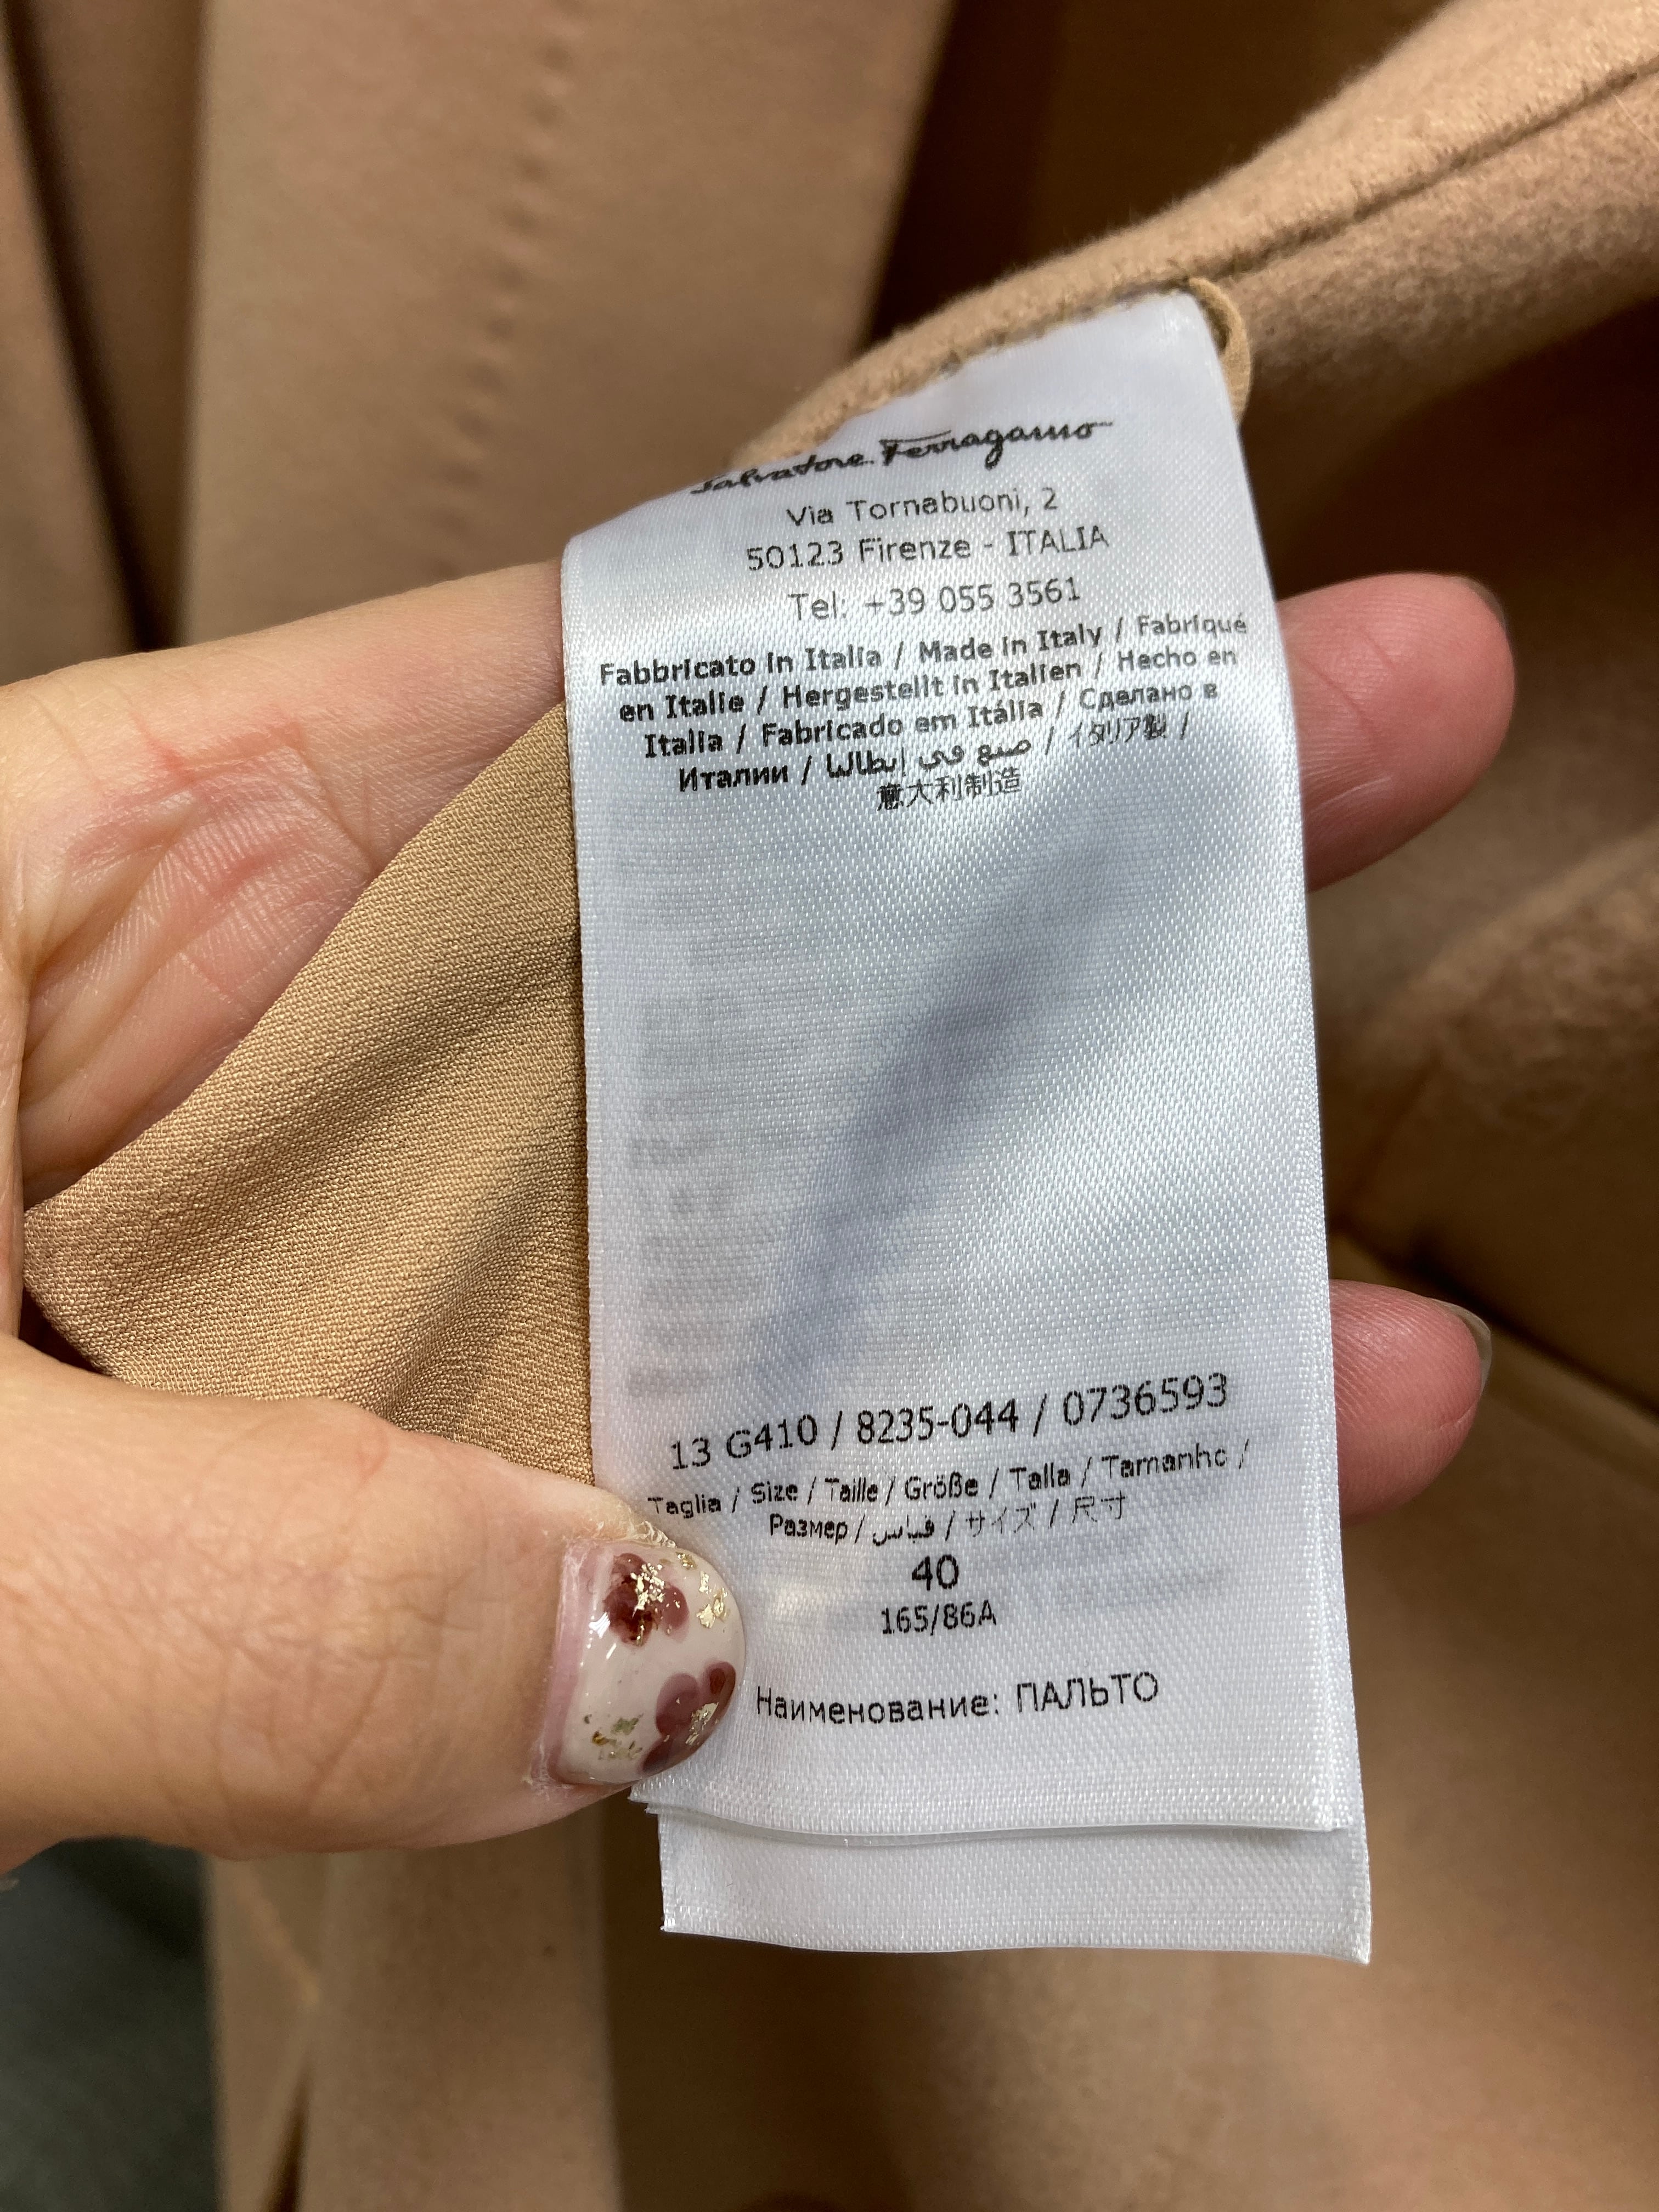 Salvatore Ferragamo
Via Tornabuoni, 2
50123 Firenze - ITALIA
Tel: +39 055 3561
Fabbricato in Italia / Made in Italy / Fabriqué
en Italie / Hergestellt in Italien / Hecho en
Italia / Fabricado em Itália / Сделано в
Италии / صنع في إيطاليا / イタリア製 /
意大利制造
13 G410 / 8235-044 / 0736593
Taglia / Size / Taille / Größe / Talla / Tamanho /
Размер / قياس / サイズ / 尺寸
40
165/86A
Наименование: ПАЛЬТО